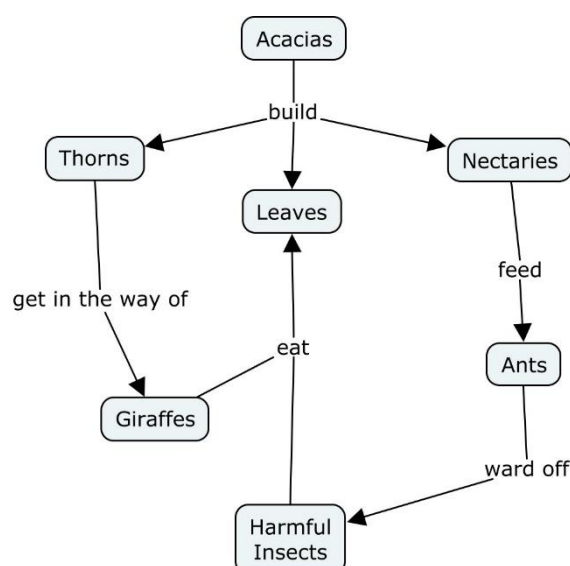 Acacias
build
Thorns
Nectaries
Leaves
feed
get in the way of
eat
Ants
Giraffes
ward off
Harmful
Insects